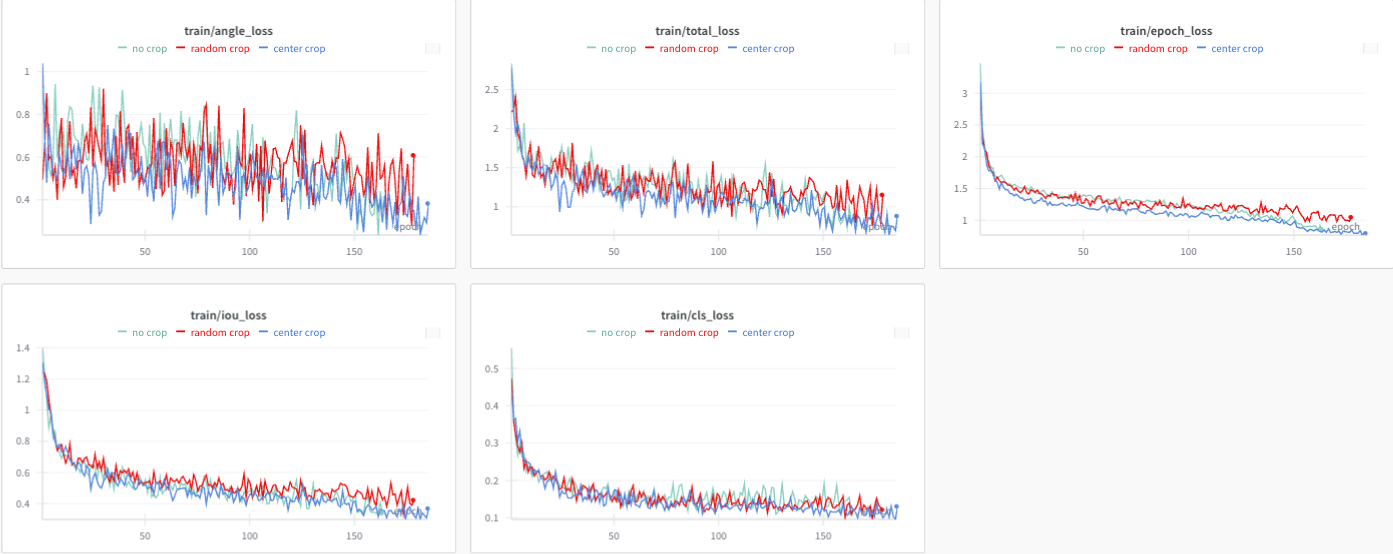 train/angle_loss
no crop random crop center crop
1
0.8
0.6
0.4
50 100 150
epoch
train/total_loss
no crop random crop center crop
2.5
2
1.5
1
50 100 150
epoch
train/epoch_loss
no crop random crop center crop
3
2.5
2
1.5
1
50 100 150
epoch
train/iou_loss
no crop random crop center crop
1.4
1.2
1
0.8
0.6
0.4
50 100 150
train/cls_loss
no crop random crop center crop
0.5
0.4
0.3
0.2
0.1
50 100 150